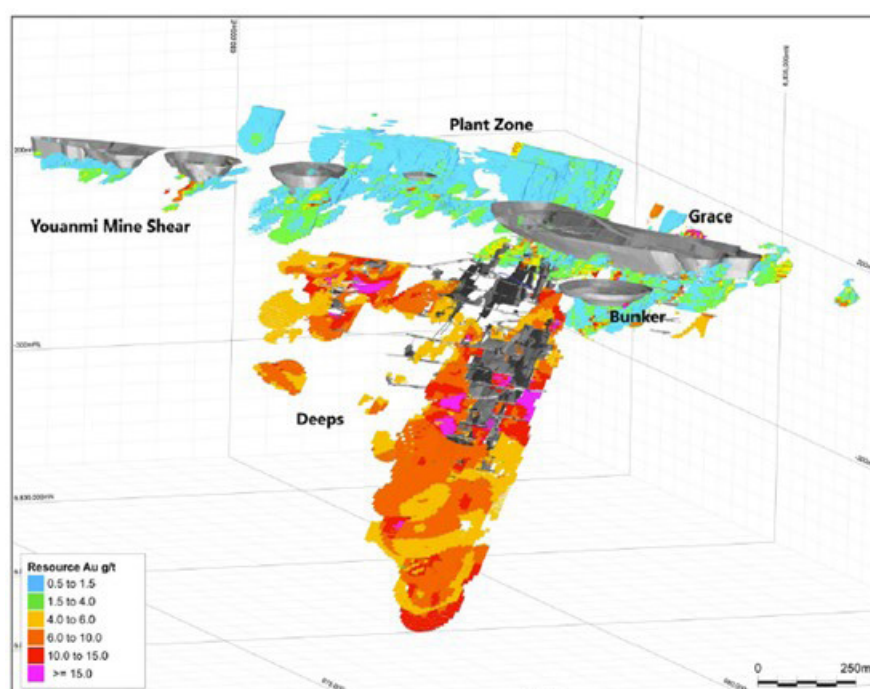 Plant Zone
200m
Grace
Youanmi Mine Shear
Bunker
Deeps
Resource Au g/t
0.5 to 1.5
1.5 to 4.0
4.0 to 6.0
6.0 to 10.0
10.0 to 15.0
>= 15.0
0
250m